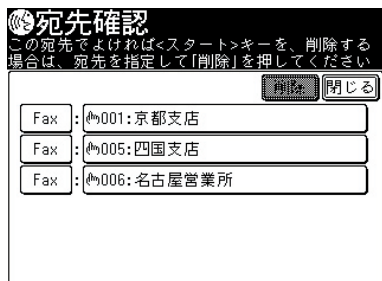 宛先確認
この宛先でよければ<スタート>キーを、削除する
場合は、宛先を指定して「削除」を押してください
削除 閉じる
Fax : 001:京都支店
Fax : 005:四国支店
Fax : 006:名古屋営業所